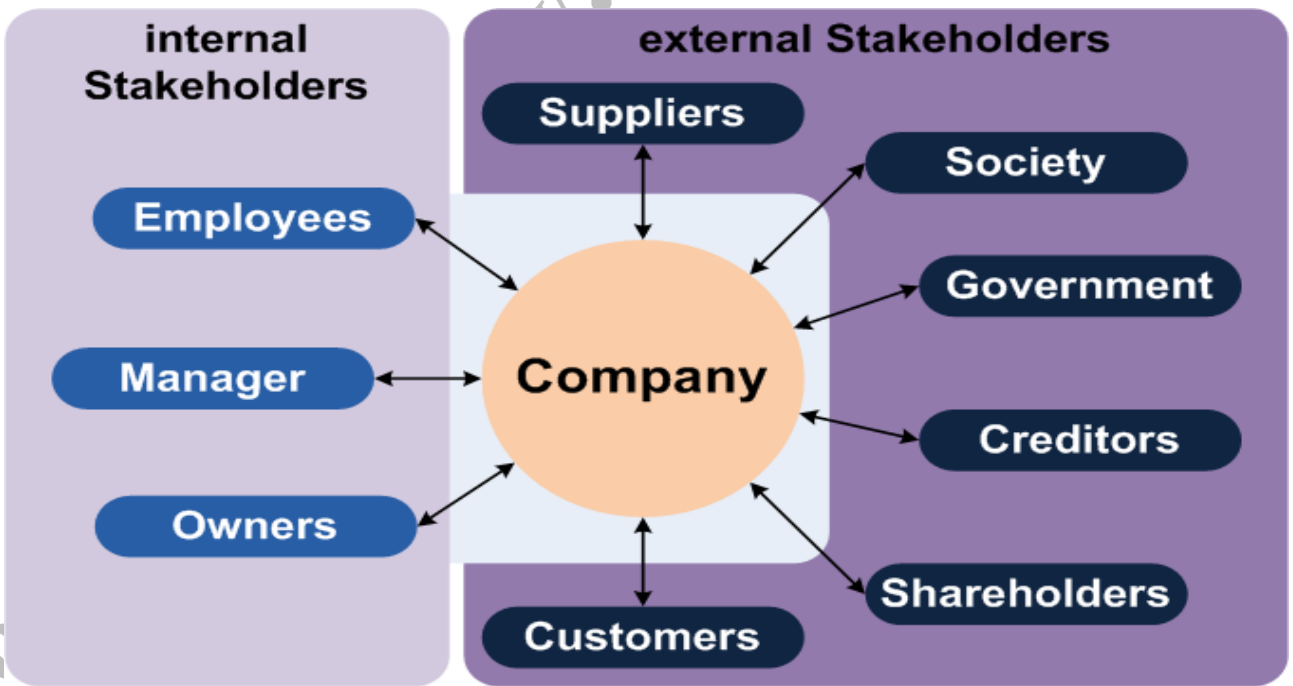 internal
Stakeholders
external Stakeholders
Suppliers
Society
Employees
Government
Company
Manager
Creditors
Owners
Shareholders
Customers